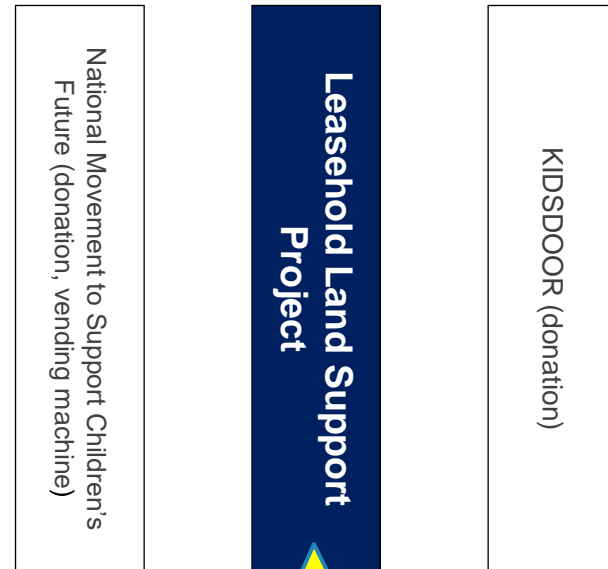 National Movement to Support Children's
Future (donation, vending machine)
Leasehold Land Support
Project
KIDSDOOR (donation)